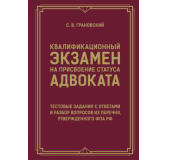 С. В. ГРАНОВСКИЙ
КВАЛИФИКАЦИОННЫЙ
ЭКЗАМЕН
НА ПРИСВОЕНИЕ СТАТУСА
АДВОКАТА
ТЕСТОВЫЕ ЗАДАНИЯ С ОТВЕТАМИ
И РАЗБОР ВОПРОСОВ ИЗ ПЕРЕЧНЯ,
УТВЕРЖДЕННОГО ФПА РФ